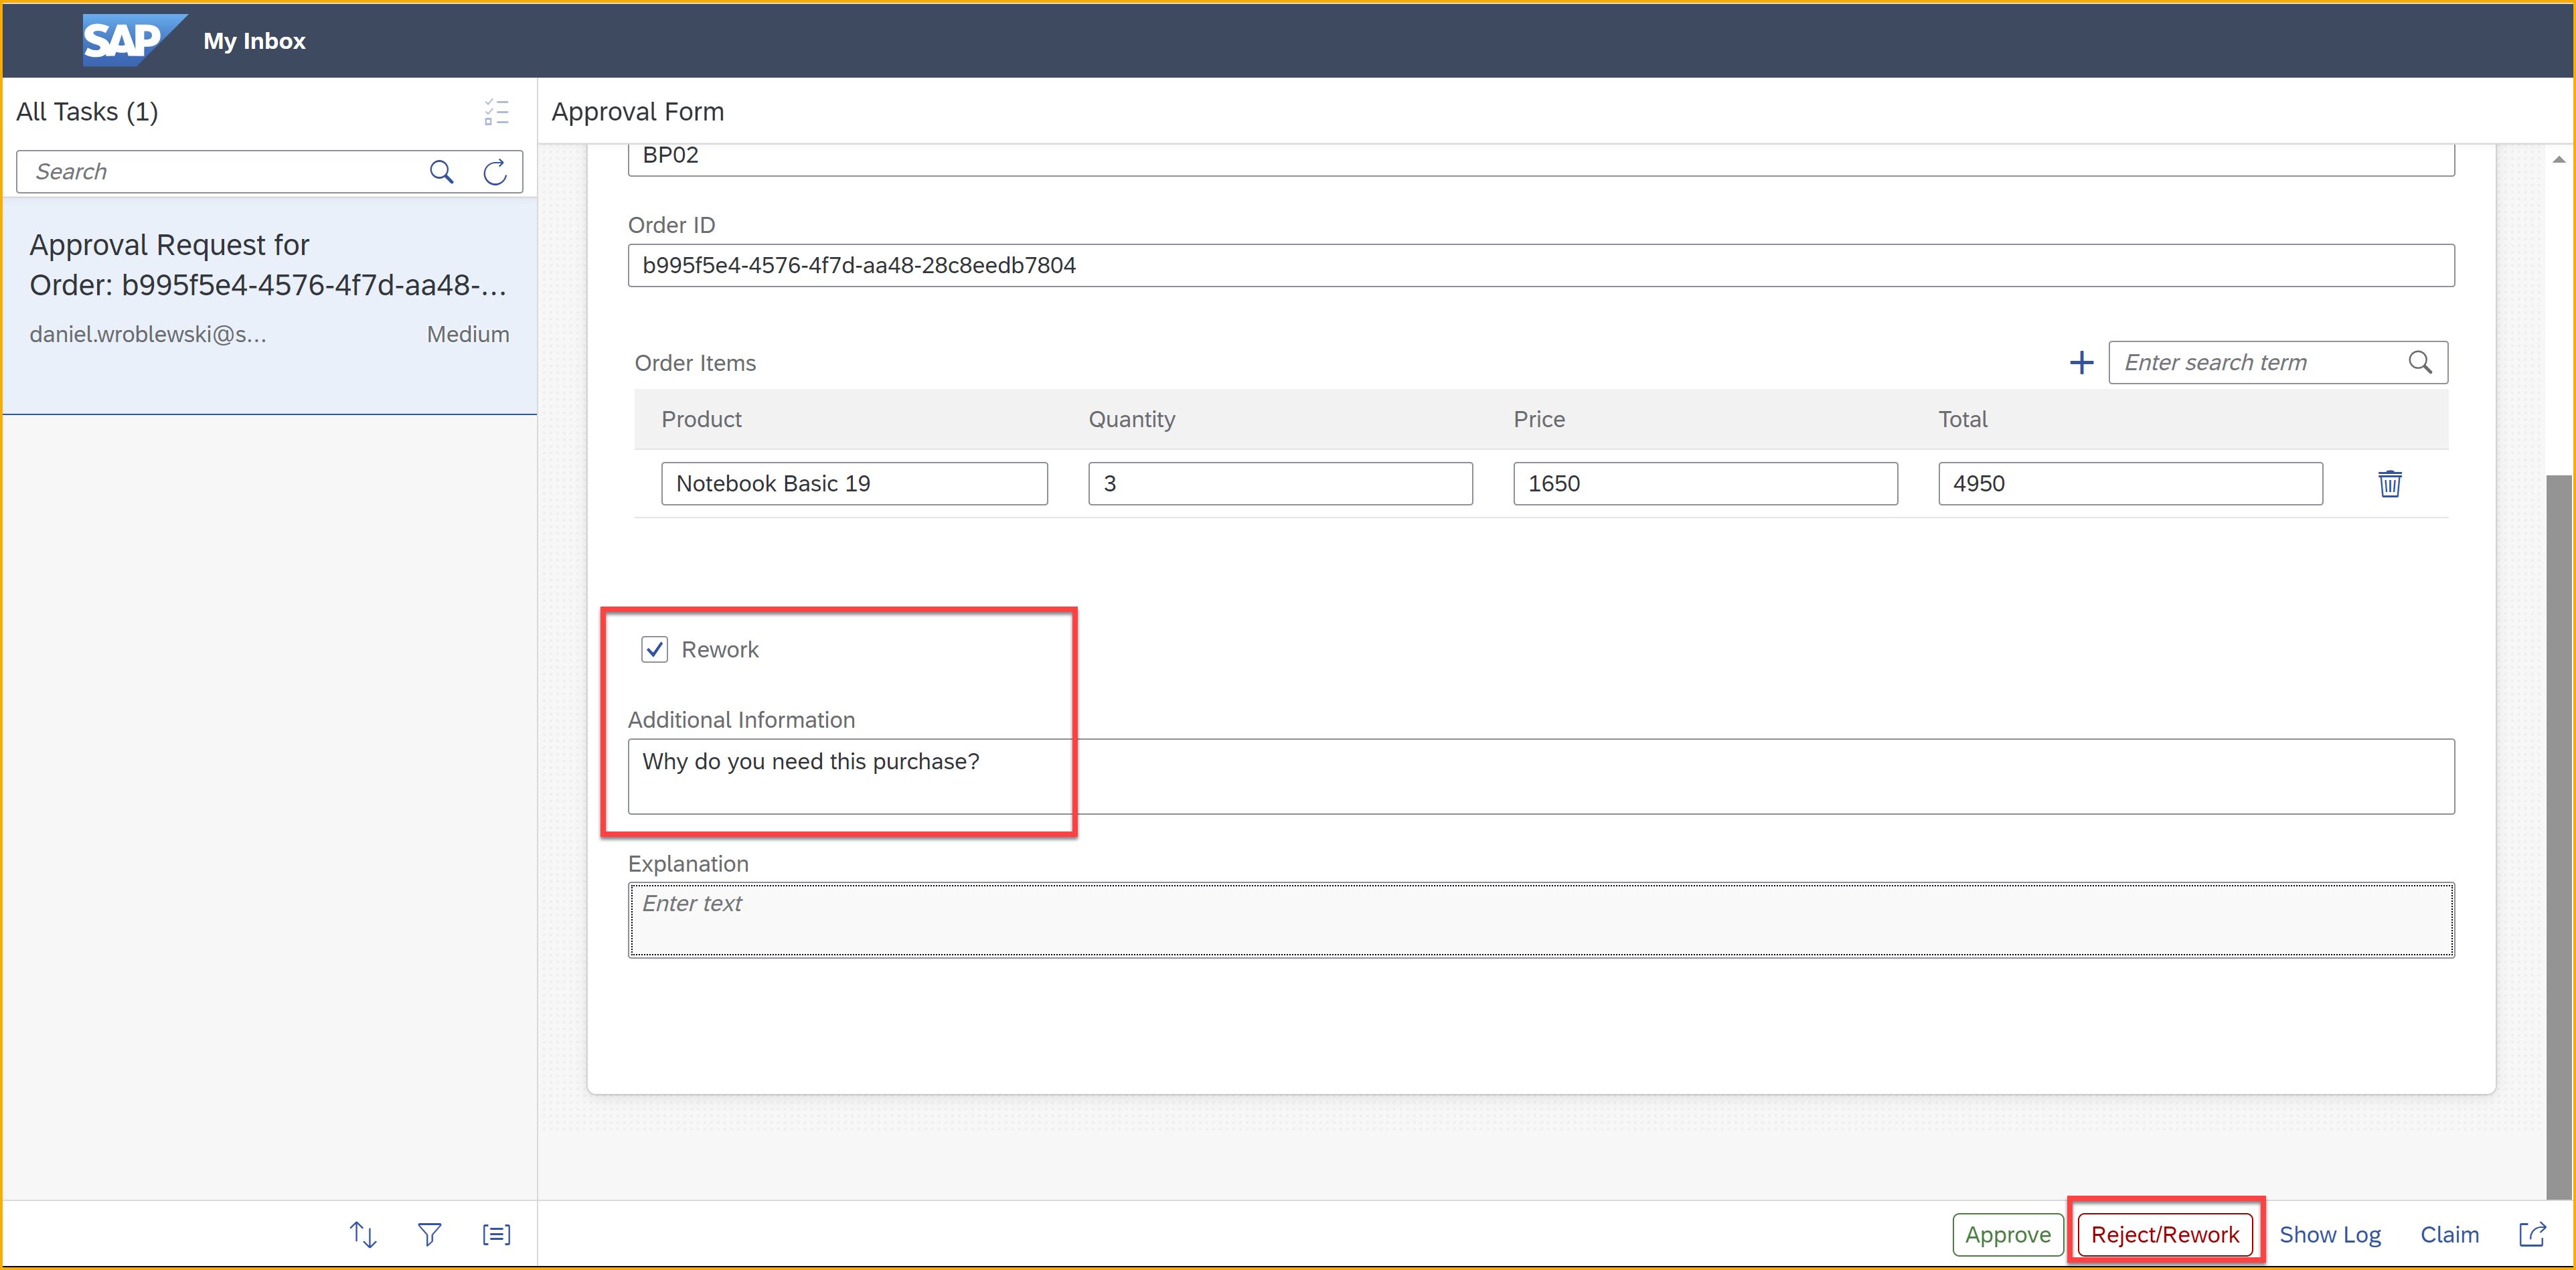 SAP My Inbox
All Tasks (1)
Search
Approval Request for
Order: b995f5e4-4576-4f7d-aa48-...
daniel.wroblewski@s... Medium
Approval Form
BP02
Order ID
b995f5e4-4576-4f7d-aa48-28c8eedb7804
Order Items Enter search term
Product Quantity Price Total
Notebook Basic 19 3 1650 4950
Rework
Additional Information
Why do you need this purchase?
Explanation
Enter text
Approve Reject/Rework Show Log Claim